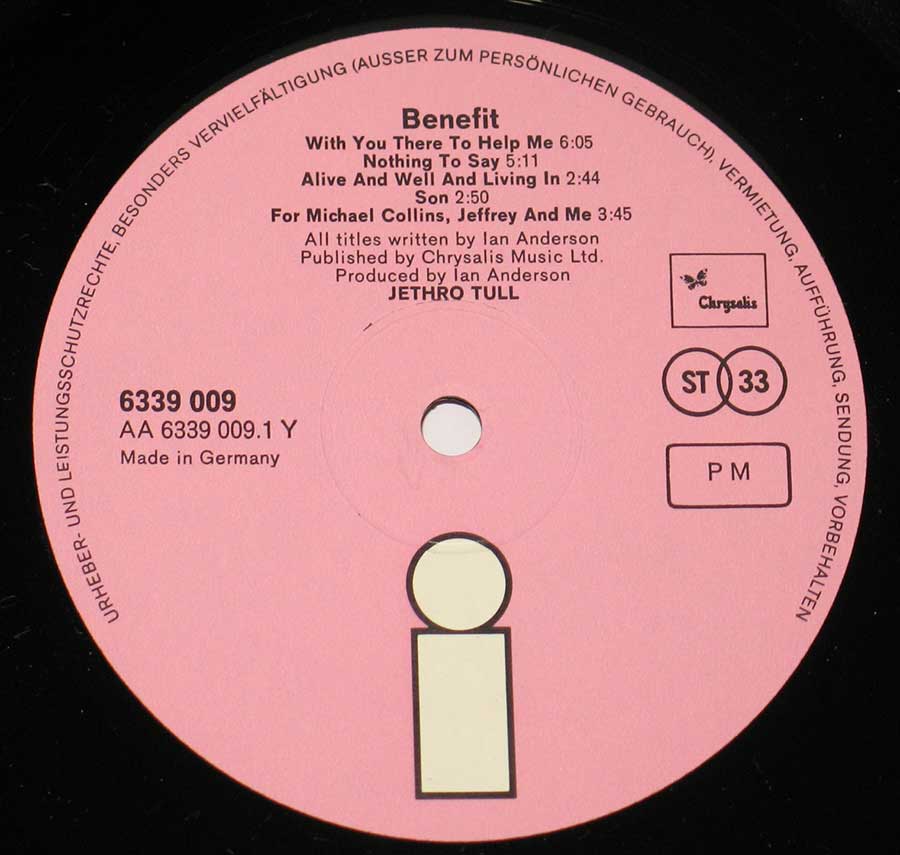 URHEBER- UND LEISTUNGSSCHUTZRECHTE, BESONDERS VERVIELFÄLTIGUNG (AUSSER ZUM PERSÖNLICHEN GEBRAUCH), VERMIETUNG, AUFFÜHRUNG, SENDUNG, VORBEHALTEN
Benefit
With You There To Help Me 6:05
Nothing To Say 5:11
Alive And Well And Living In 2:44
Son 2:50
For Michael Collins, Jeffrey And Me 3:45
All titles written by Ian Anderson
Published by Chrysalis Music Ltd.
Produced by Ian Anderson
JETHRO TULL
Chrysalis
ST 33
PM
6339 009
AA 6339 009.1 Y
Made in Germany
i